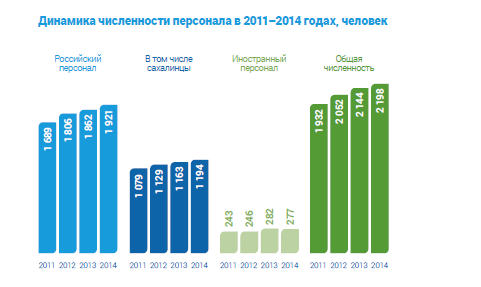 Динамика численности персонала в 2011–2014 годах, человек
Российский
персонал
В том числе
сахалинцы
Иностранный
персонал
Общая
численность
1 689
1 806
1 862
1 921
1 079
1 129
1 163
1 194
243
246
282
277
1 932
2 052
2 144
2 198
2011 2012 2013 2014
2011 2012 2013 2014
2011 2012 2013 2014
2011 2012 2013 2014